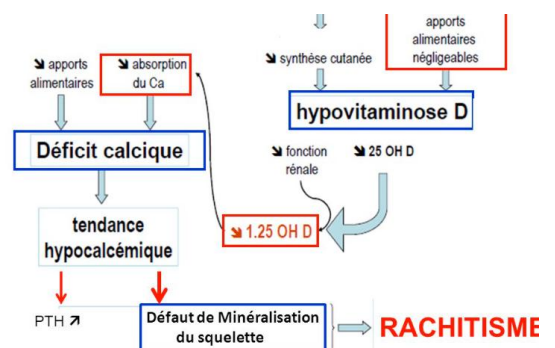 apports
alimentaires
négligeables
↘ synthèse cutanée
↘ apports
alimentaires
↘ absorption
du Ca
hypovitaminose D
Déficit calcique
↘ fonction
rénale
↘ 25 OH D
tendance
hypocalcémique
↘ 1.25 OH D
PTH ↗
Défaut de Minéralisation
du squelette
RACHITISME